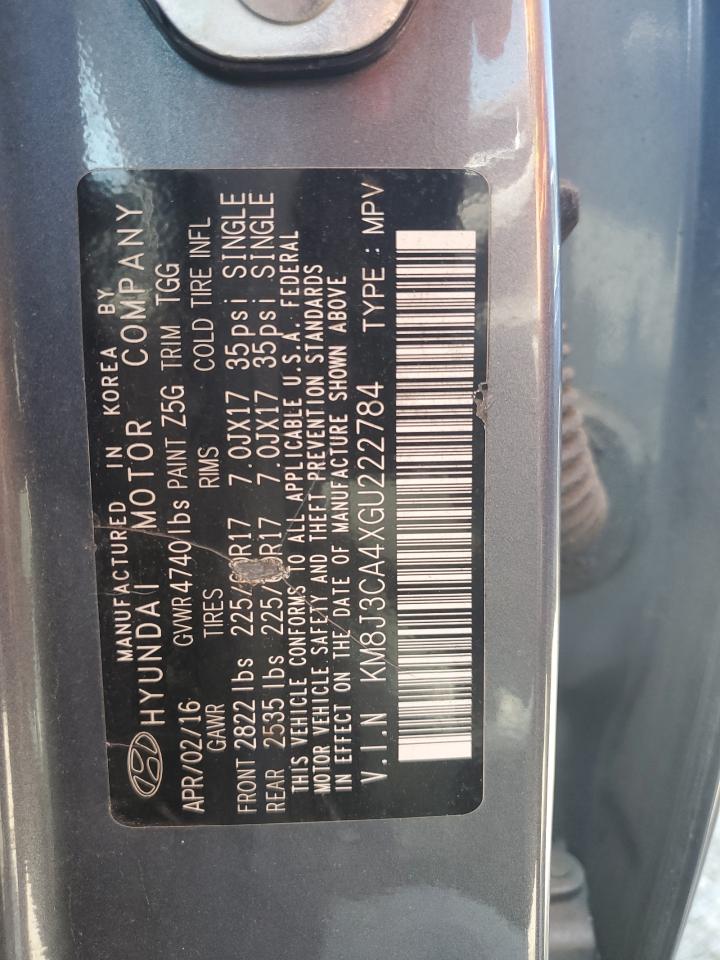 MANUFACTURED IN KOREA BY
HYUNDAI MOTOR COMPANY
APR/02/16 GVWR 4740 lbs PAINT Z5G TRIM TGG
GAWR TIRES RIMS COLD TIRE INFL
FRONT 2822 lbs 7.0JX17 35psi SINGLE
REAR 2535 lbs 7.0JX17 35psi SINGLE
THIS VEHICLE CONFORMS TO ALL APPLICABLE U.S.A. FEDERAL
MOTOR VEHICLE SAFETY AND THEFT PREVENTION STANDARDS
IN EFFECT ON THE DATE OF MANUFACTURE SHOWN ABOVE
V.I.N KM8J3CA4XGU222784 TYPE : MPV